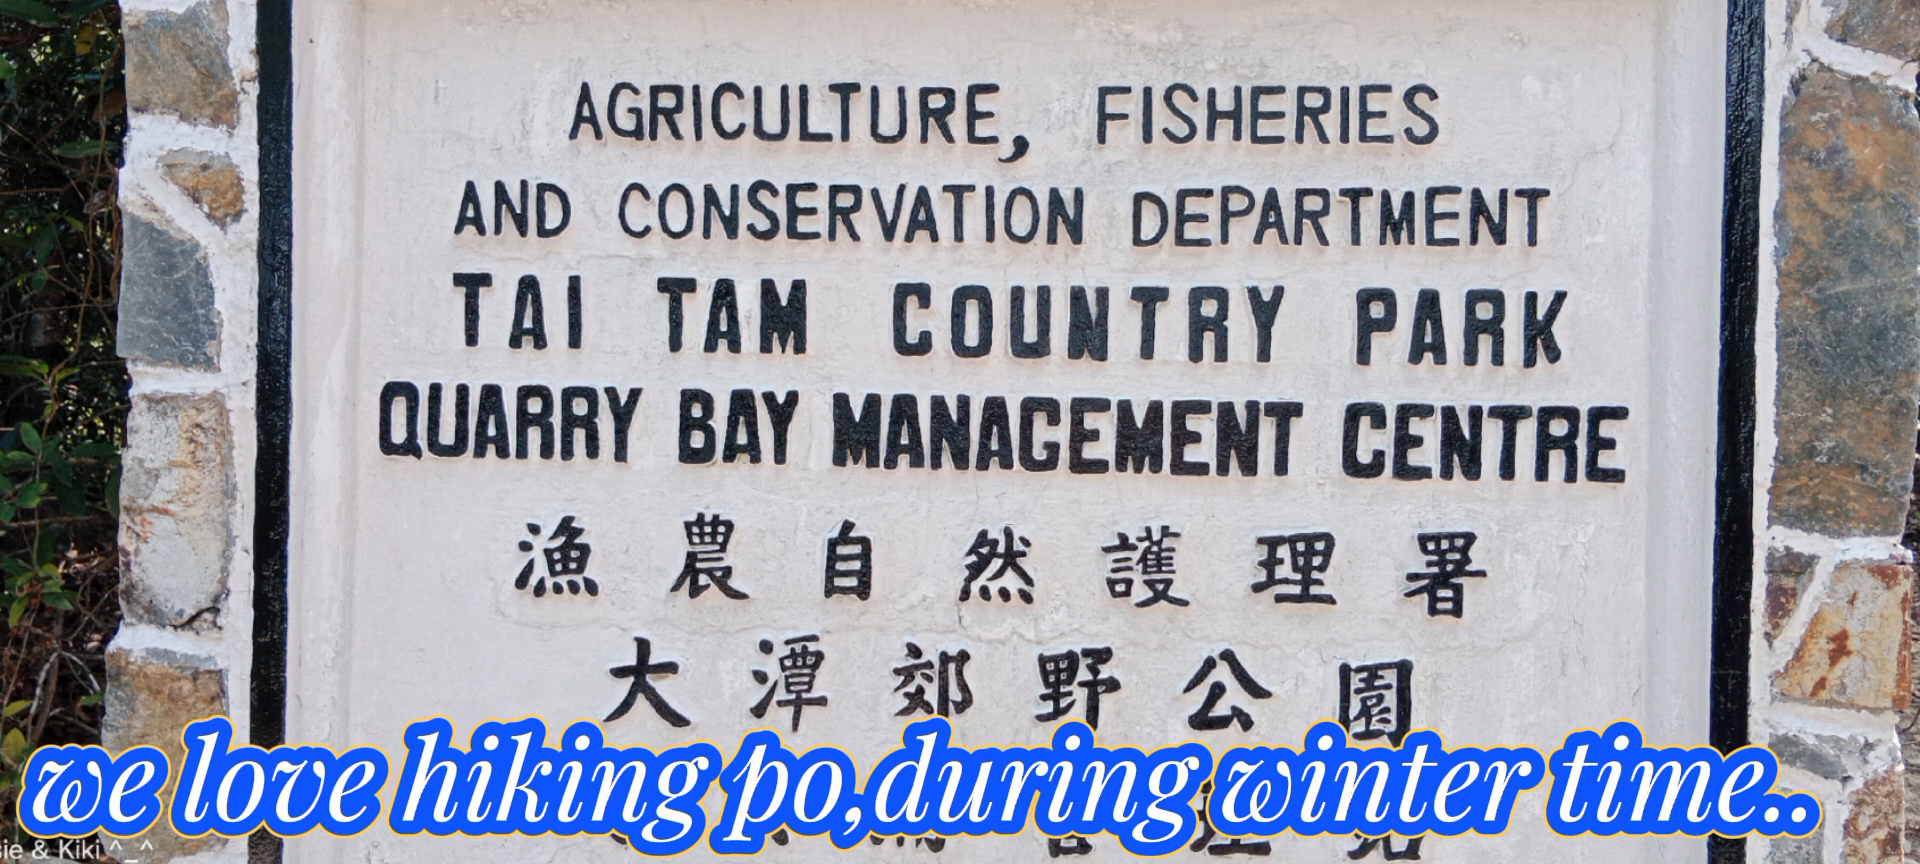 AGRICULTURE, FISHERIES
AND CONSERVATION DEPARTMENT
TAI TAM COUNTRY PARK
QUARRY BAY MANAGEMENT CENTRE
漁農自然護理署
大潭郊野公園
we love hiking po,during winter time..
& Kiki ^_^